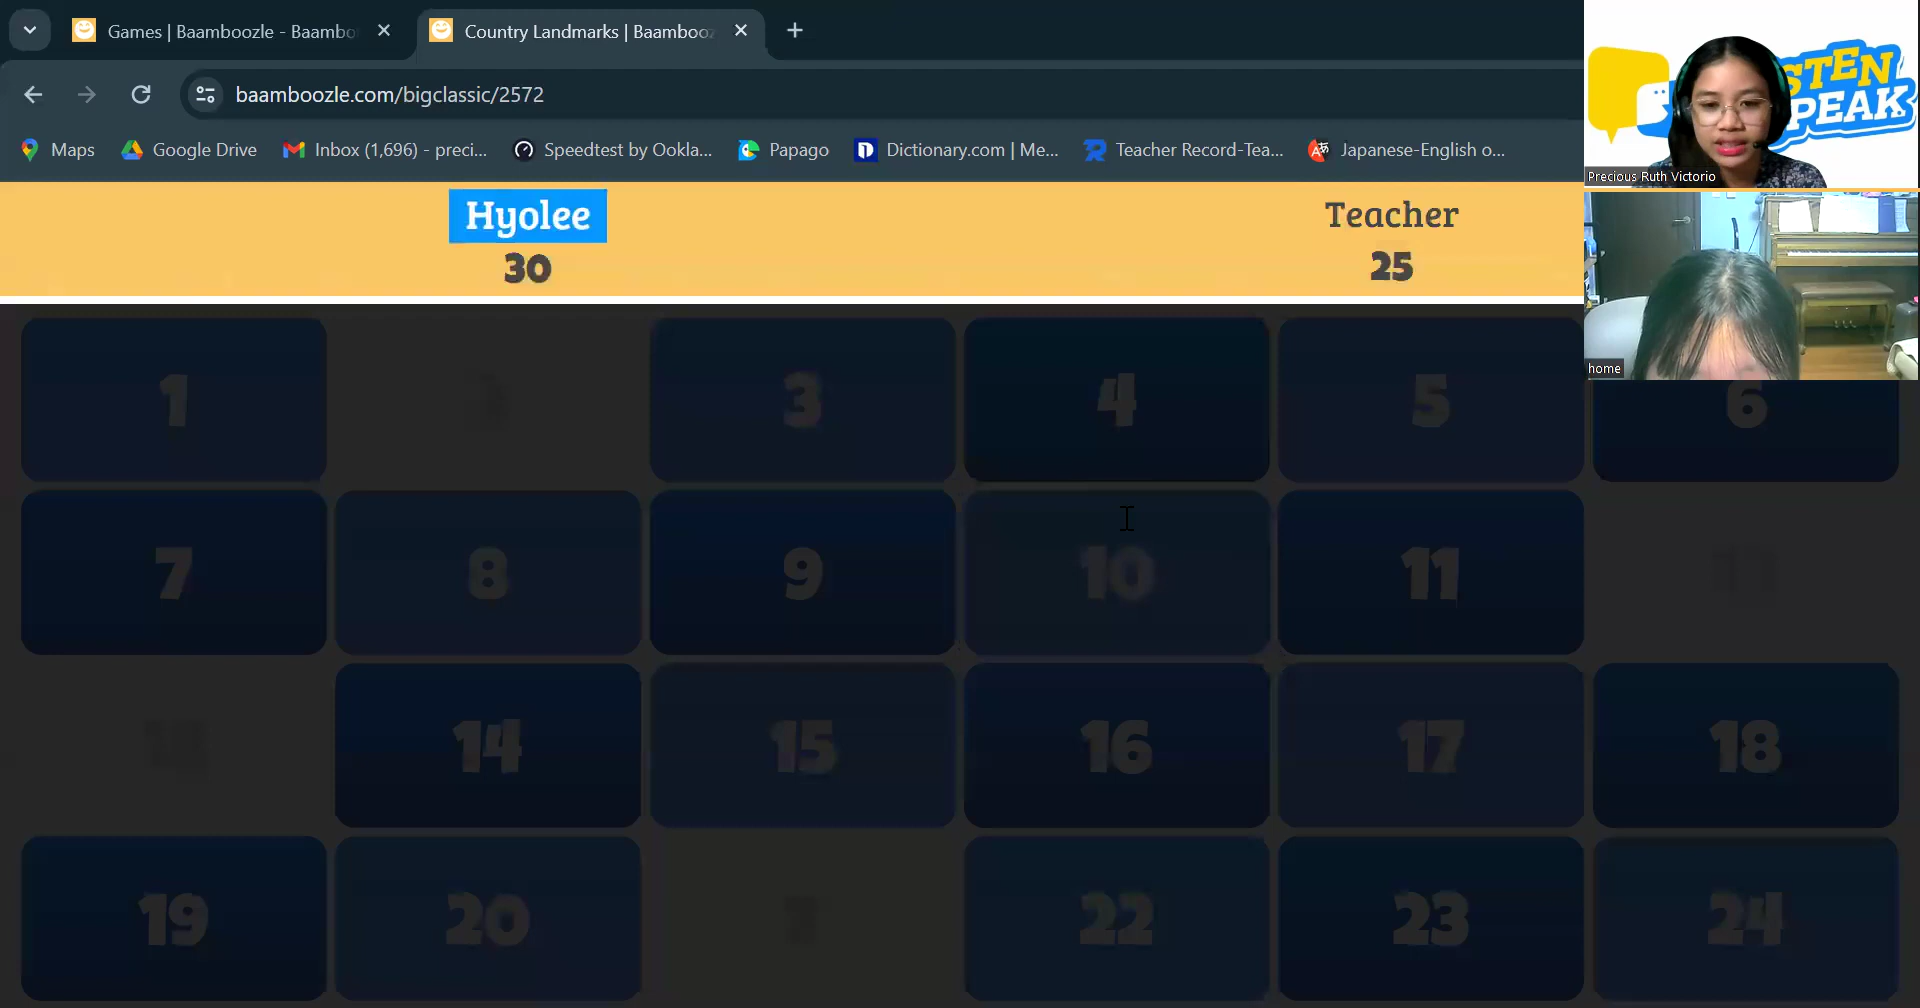 Games | Baamboozle - Baambo
Country Landmarks | Baambooz
baamboozle.com/bigclassic/2572
Maps
Google Drive
Inbox (1,696) - preci...
Speedtest by Ookla...
Papago
Dictionary.com | Me...
Teacher Record-Tea...
Japanese-English o...
STEN
PEAK
Precious Ruth Victorio
home
Hyolee
30
Teacher
25
1
3
4
5
6
7
8
9
10
11
14
15
16
17
18
19
20
22
23
24